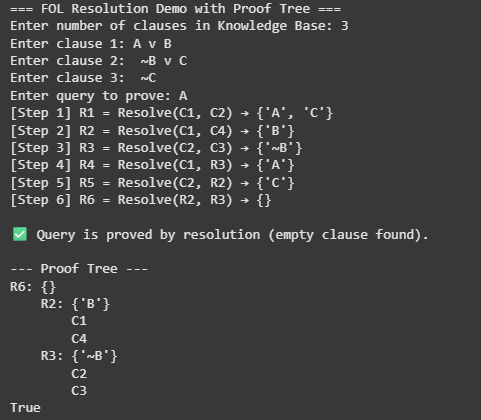 === FOL Resolution Demo with Proof Tree ===
Enter number of clauses in Knowledge Base: 3
Enter clause 1: A v B
Enter clause 2:  ~B v C
Enter clause 3:  ~C
Enter query to prove: A
[Step 1] R1 = Resolve(C1, C2) → {'A', 'C'}
[Step 2] R2 = Resolve(C1, C4) → {'B'}
[Step 3] R3 = Resolve(C2, C3) → {'~B'}
[Step 4] R4 = Resolve(C1, R3) → {'A'}
[Step 5] R5 = Resolve(C2, R2) → {'C'}
[Step 6] R6 = Resolve(R2, R3) → {}
✅ Query is proved by resolution (empty clause found).
--- Proof Tree ---
R6: {}
    R2: {'B'}
        C1
        C4
    R3: {'~B'}
        C2
        C3
True